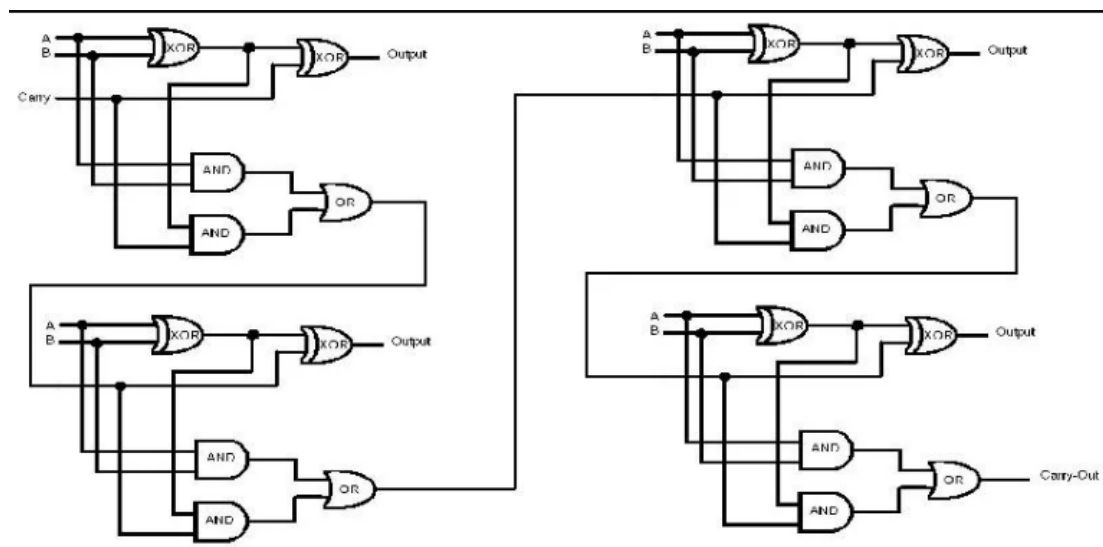 A
B
XOR
XOR
Output
Carry
AND
AND
OR
A
B
XOR
XOR
Output
AND
AND
OR
A
B
XOR
XOR
Output
AND
AND
OR
A
B
XOR
XOR
Output
AND
AND
OR
Carry-Out